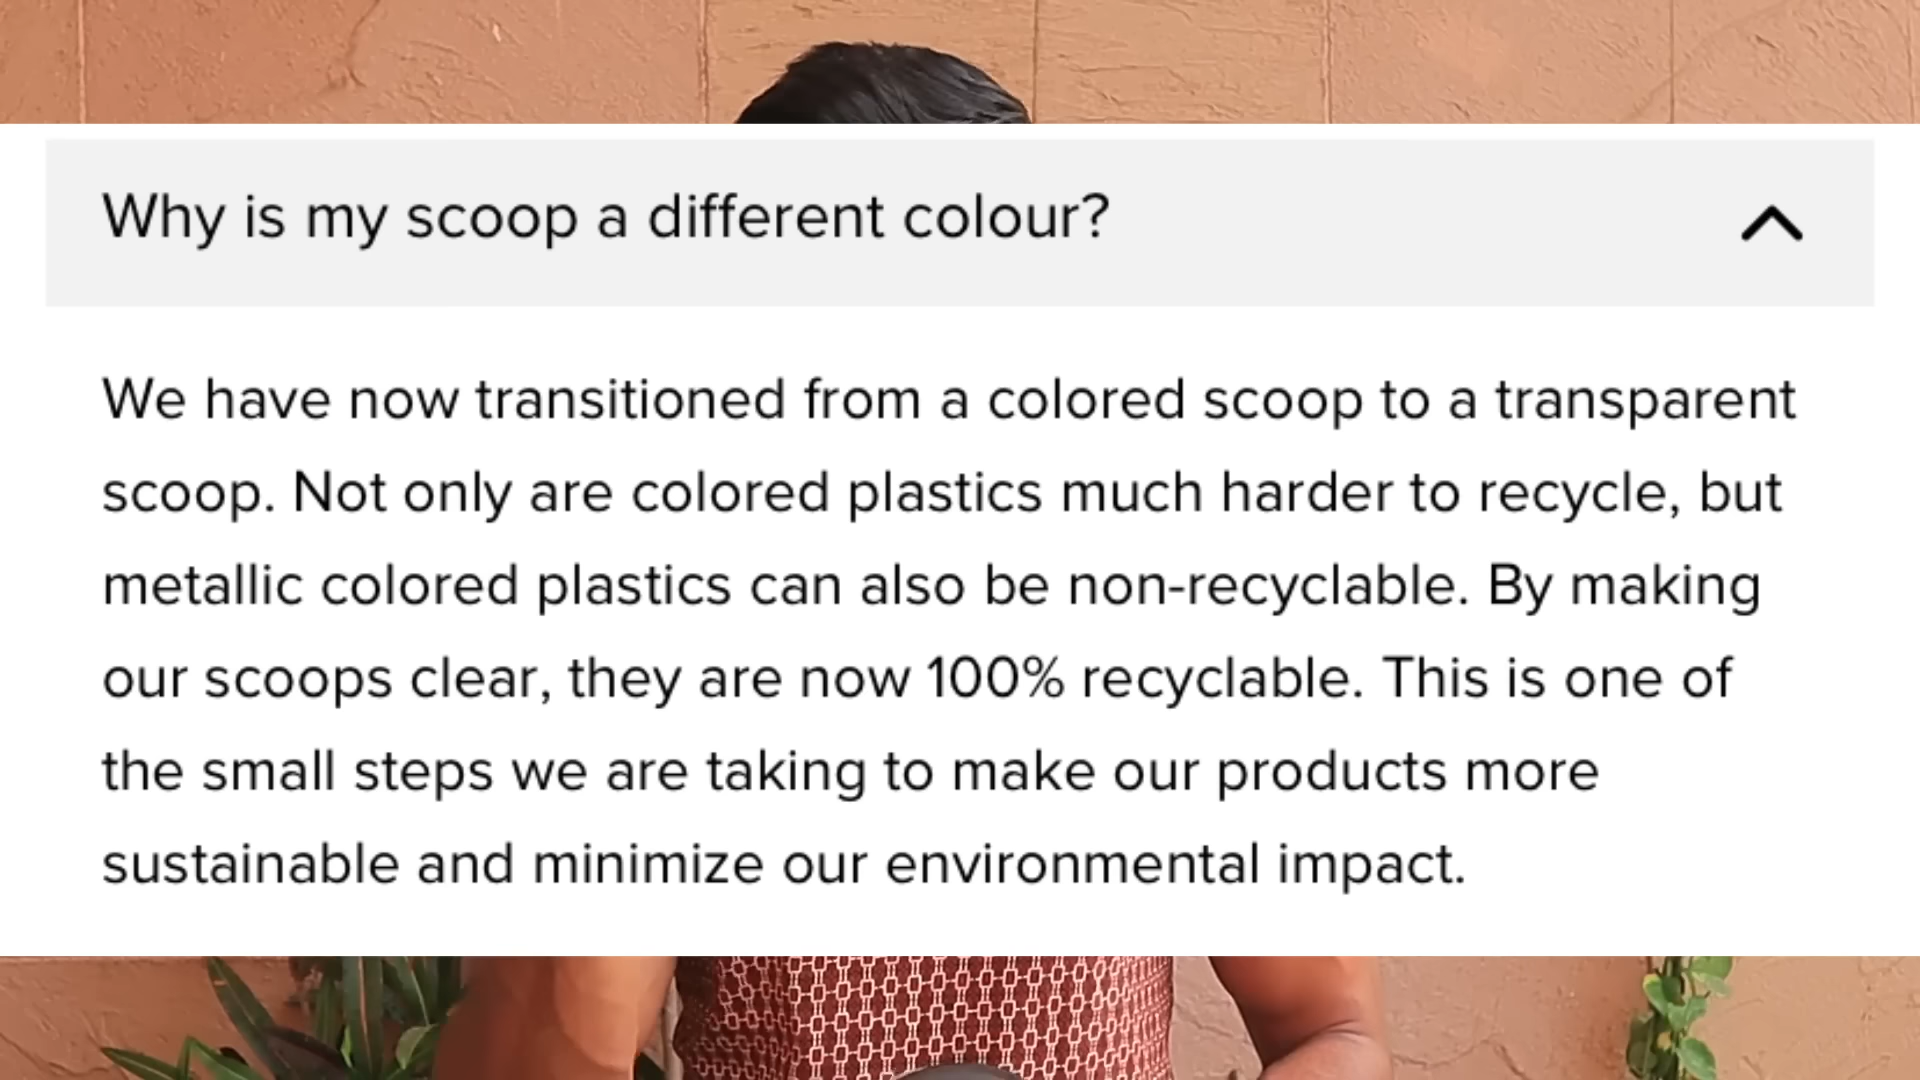 Why is my scoop a different colour?
We have now transitioned from a colored scoop to a transparent
scoop. Not only are colored plastics much harder to recycle, but
metallic colored plastics can also be non-recyclable. By making
our scoops clear, they are now 100% recyclable. This is one of
the small steps we are taking to make our products more
sustainable and minimize our environmental impact.